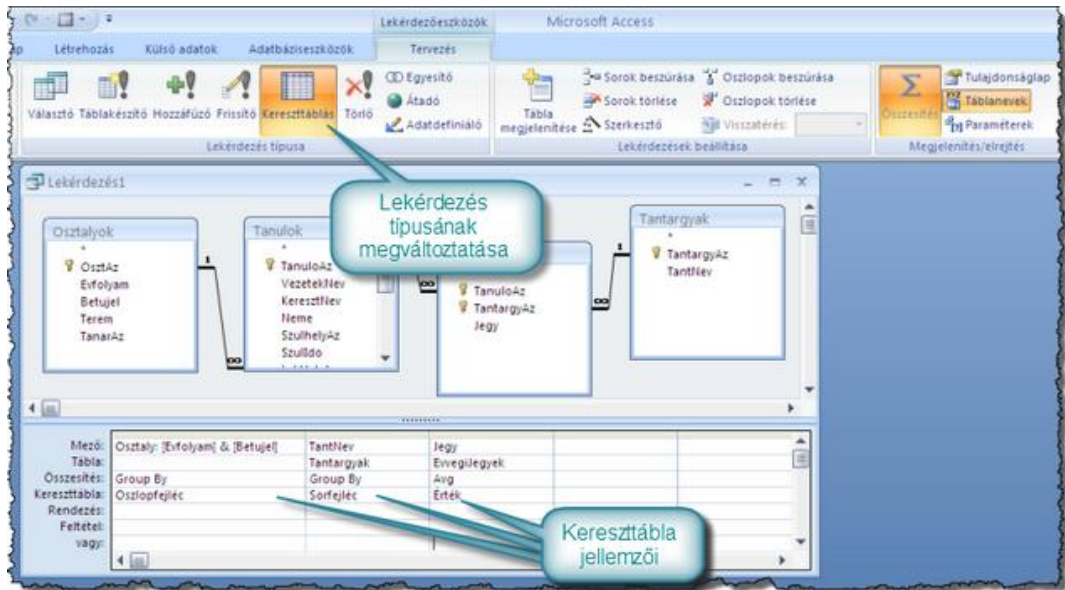 Lekérdezőeszközök Microsoft Access
Létrehozás Külső adatok Adatbáziseszközök Tervezés
Választó Táblakészítő Hozzáfűző Frissítő Kereszttáblás Törlő
Egyesítő
Átadó
Adatdefiniáló
Lekérdezés típusa
Tábla megjelenítése
Sorok beszúrása
Sorok törlése
Szerkesztő
Oszlopok beszúrása
Oszlopok törlése
Visszatérés:
Lekérdezések beállítása
Összesítés
Tulajdonságlap
Táblanevek
Paraméterek
Megjelenítés/elrejtés
Lekérdezés1
Lekérdezés
típusának
megváltoztatása
Osztalyok
*
OsztAz
Evfolyam
Betujel
Terem
TanarAz
Tanulok
*
TanuloAz
VezetekNev
KeresztNev
Neme
SzulhelyAz
SzulIdo
TanuloAz
TantargyAz
Jegy
Tantargyak
*
TantargyAz
TantNev
1
1
Mező: Osztaly: [Evfolyam] & [Betujel] TantNev Jegy
Tábla: Tantargyak EvvegiJegyek
Összesítés: Group By Group By Avg
Kereszttábla: Oszlopfejléc Sorfejléc Érték
Rendezés:
Feltétel:
vagy:
Kereszttábla
jellemzői